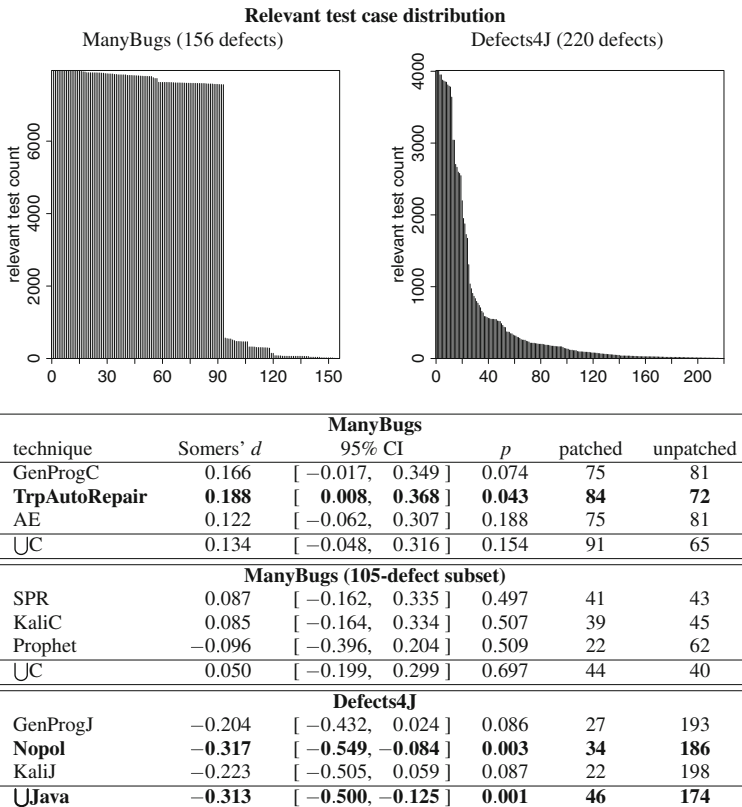 Relevant test case distribution
ManyBugs (156 defects)
Defects4J (220 defects)
relevant test count
0 2000 4000 6000
0 30 60 90 120 150
relevant test count
0 1000 2000 3000 4000
0 40 80 120 160 200
ManyBugs
technique Somers’ d 95% CI p patched unpatched
GenProgC 0.166 [ −0.017, 0.349 ] 0.074 75 81
TrpAutoRepair 0.188 [ 0.008, 0.368 ] 0.043 84 72
AE 0.122 [ −0.062, 0.307 ] 0.188 75 81
⋃C 0.134 [ −0.048, 0.316 ] 0.154 91 65
ManyBugs (105-defect subset)
SPR 0.087 [ −0.162, 0.335 ] 0.497 41 43
KaliC 0.085 [ −0.164, 0.334 ] 0.507 39 45
Prophet −0.096 [ −0.396, 0.204 ] 0.509 22 62
⋃C 0.050 [ −0.199, 0.299 ] 0.697 44 40
Defects4J
GenProgJ −0.204 [ −0.432, 0.024 ] 0.086 27 193
Nopol −0.317 [ −0.549, −0.084 ] 0.003 34 186
KaliJ −0.223 [ −0.505, 0.059 ] 0.087 22 198
⋃Java −0.313 [ −0.500, −0.125 ] 0.001 46 174